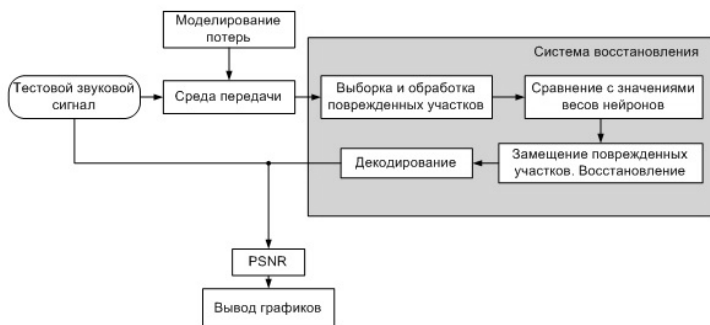 Моделирование
потерь
Система восстановления
Тестовой звуковой
сигнал
Среда передачи
Выборка и обработка
поврежденных участков
Сравнение с значениями
весов нейронов
Замещение поврежденных
участков. Восстановление
Декодирование
PSNR
Вывод графиков